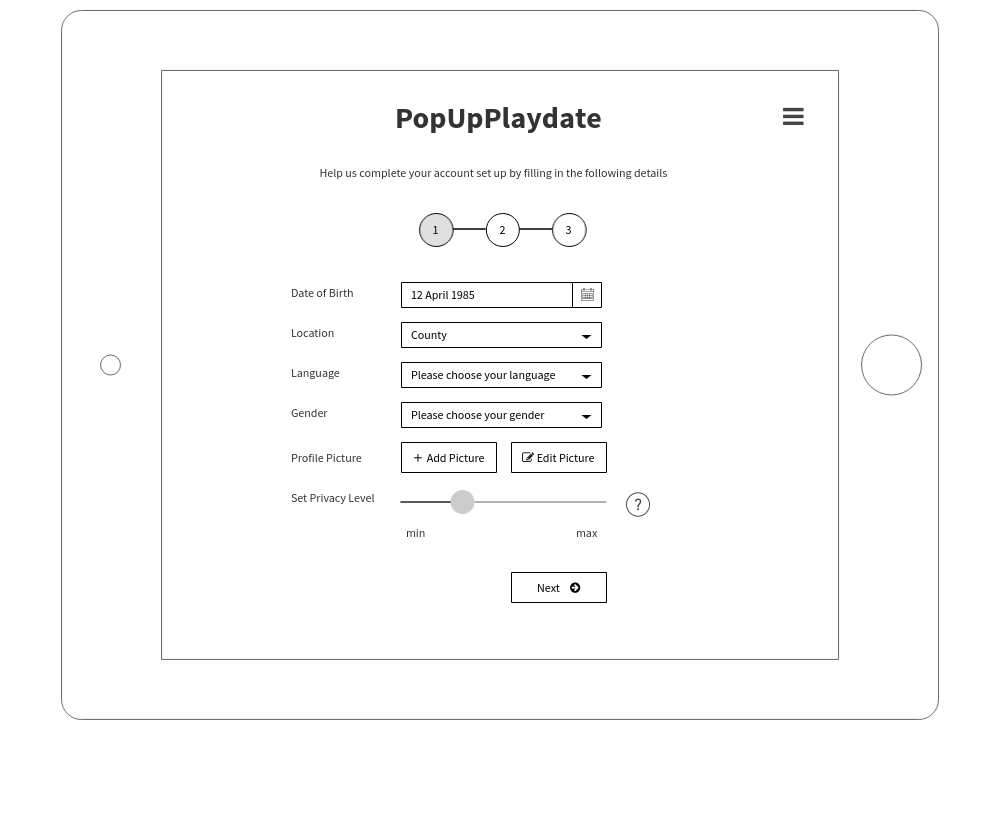 PopUpPlaydate
Help us complete your account set up by filling in the following details
1 2 3
Date of Birth 12 April 1985
Location County
Language Please choose your language
Gender Please choose your gender
Profile Picture + Add Picture Edit Picture
Set Privacy Level ?
min max
Next